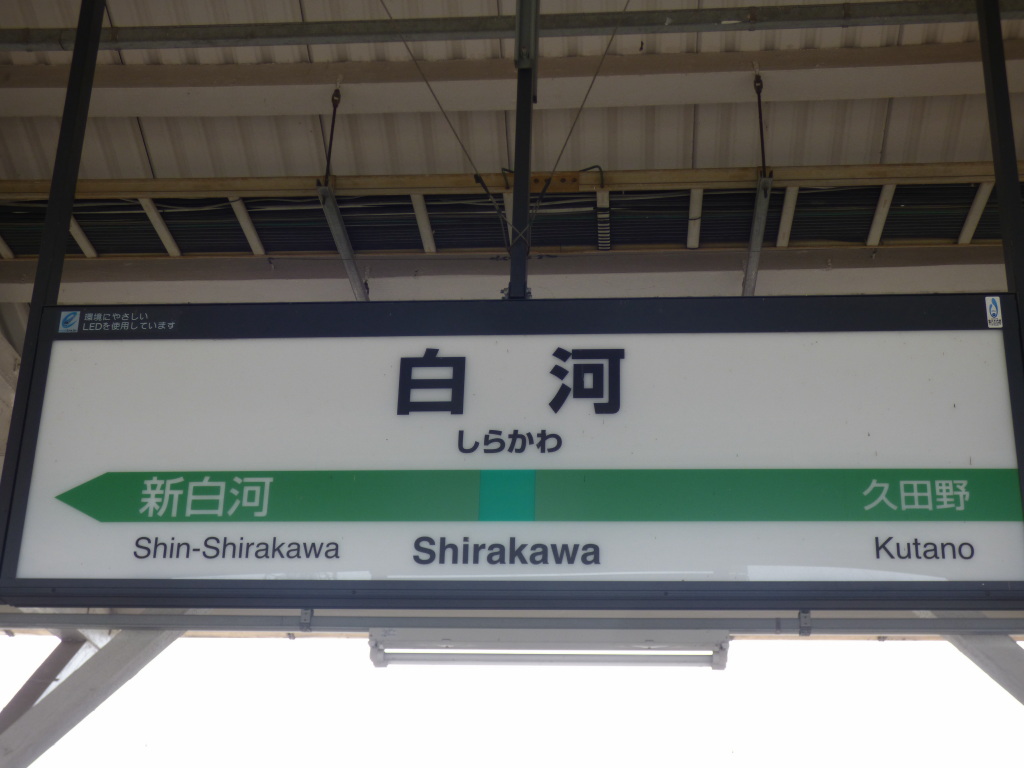 環境にやさしい
LEDを使用しています
白河
しらかわ
新白河
久田野
Shin-Shirakawa
Shirakawa
Kutano